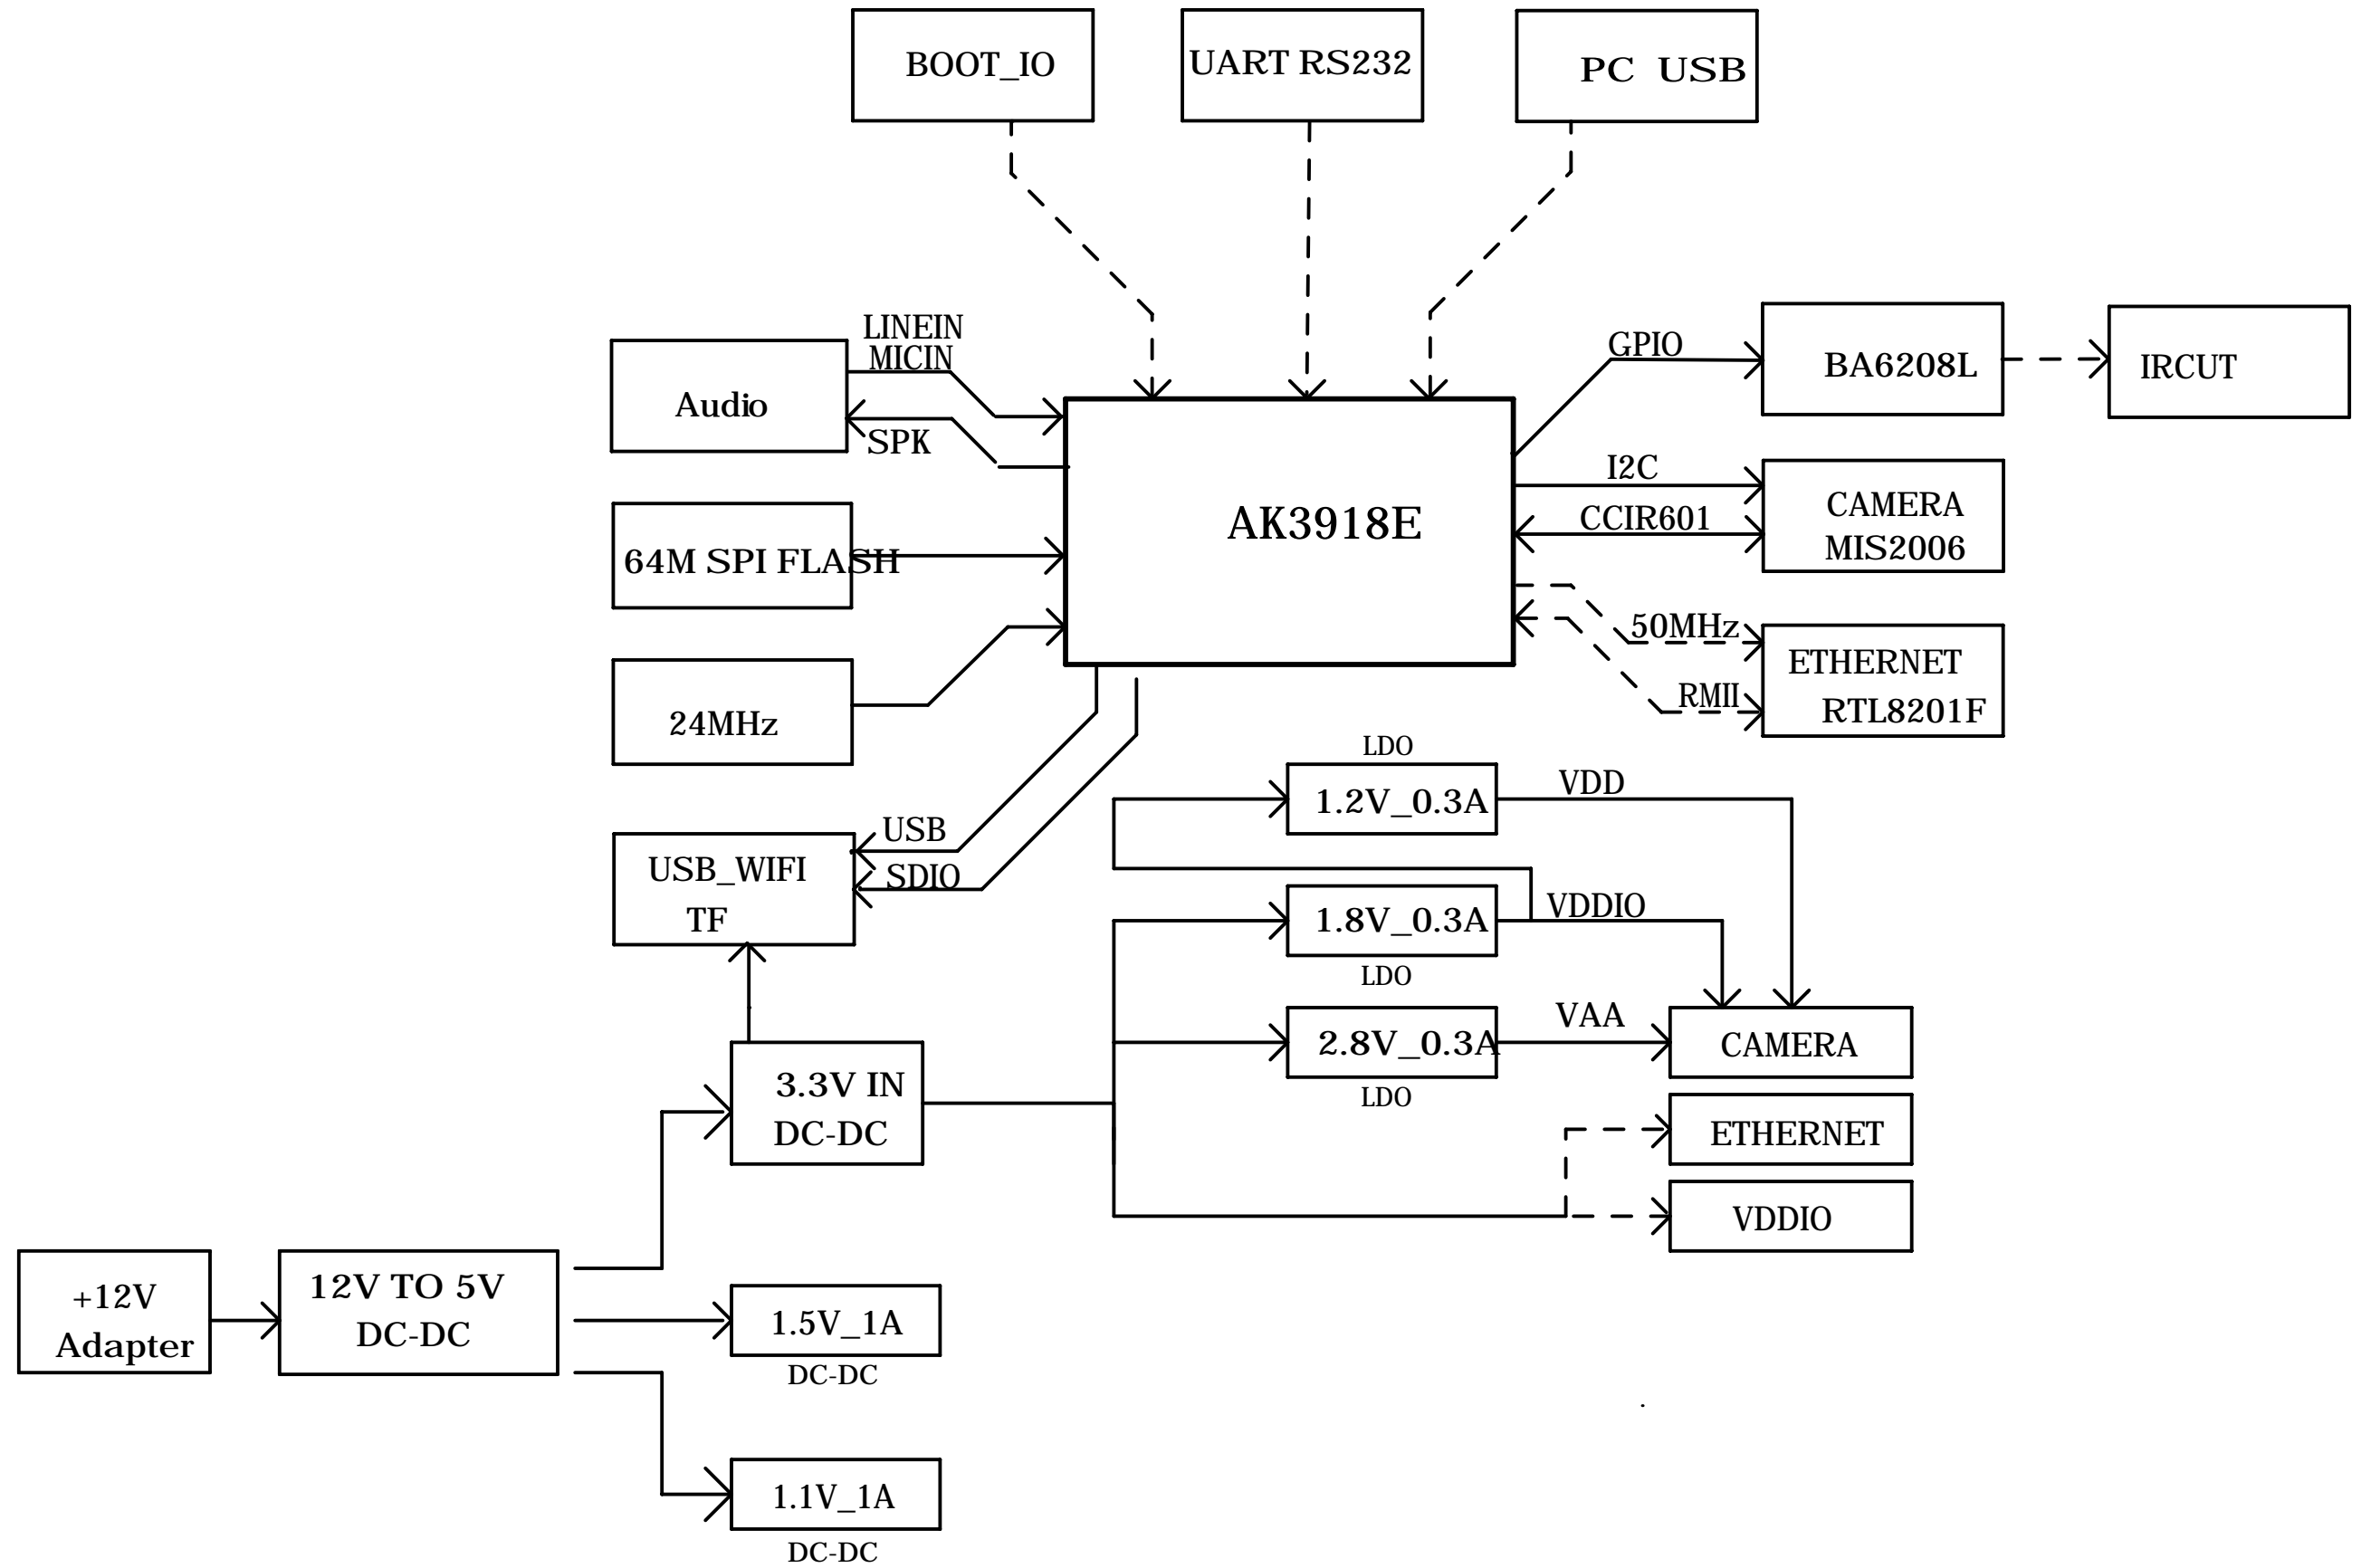 BOOT_IO
UART RS232
PC USB
LINEIN
MICIN
Audio
SPK
GPIO
BA6208L
IRCUT
AK3918E
I2C
CCIR601
CAMERA
MIS2006
64M SPI FLASH
24MHz
50MHz
RMII
ETHERNET
RTL8201F
USB
SDIO
USB_WIFI
TF
LDO
1.2V_0.3A
VDD
1.8V_0.3A
LDO
VDDIO
2.8V_0.3A
LDO
VAA
CAMERA
3.3V IN
DC-DC
ETHERNET
VDDIO
+12V
Adapter
12V TO 5V
DC-DC
1.5V_1A
DC-DC
1.1V_1A
DC-DC